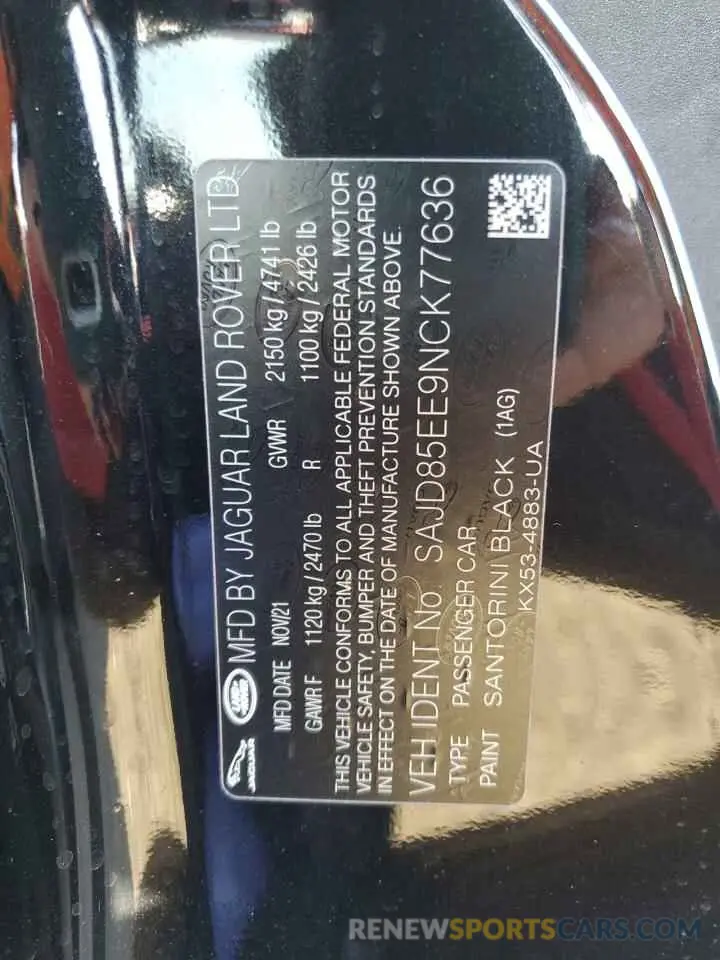 JAGUAR
LAND ROVER
MFD BY JAGUAR LAND ROVER LTD.
MFD DATE NOV/21 GVWR 2150 kg / 4741 lb
GAWR F 1120 kg / 2470 lb R 1100 kg / 2426 lb
THIS VEHICLE CONFORMS TO ALL APPLICABLE FEDERAL MOTOR
VEHICLE SAFETY, BUMPER AND THEFT PREVENTION STANDARDS
IN EFFECT ON THE DATE OF MANUFACTURE SHOWN ABOVE.
VEH.IDENT No SAJD85EE9NCK77636
TYPE PASSENGER CAR
PAINT SANTORINI BLACK (1AG)
KX53-4883-UA
RENEWSPORTSCARS.COM